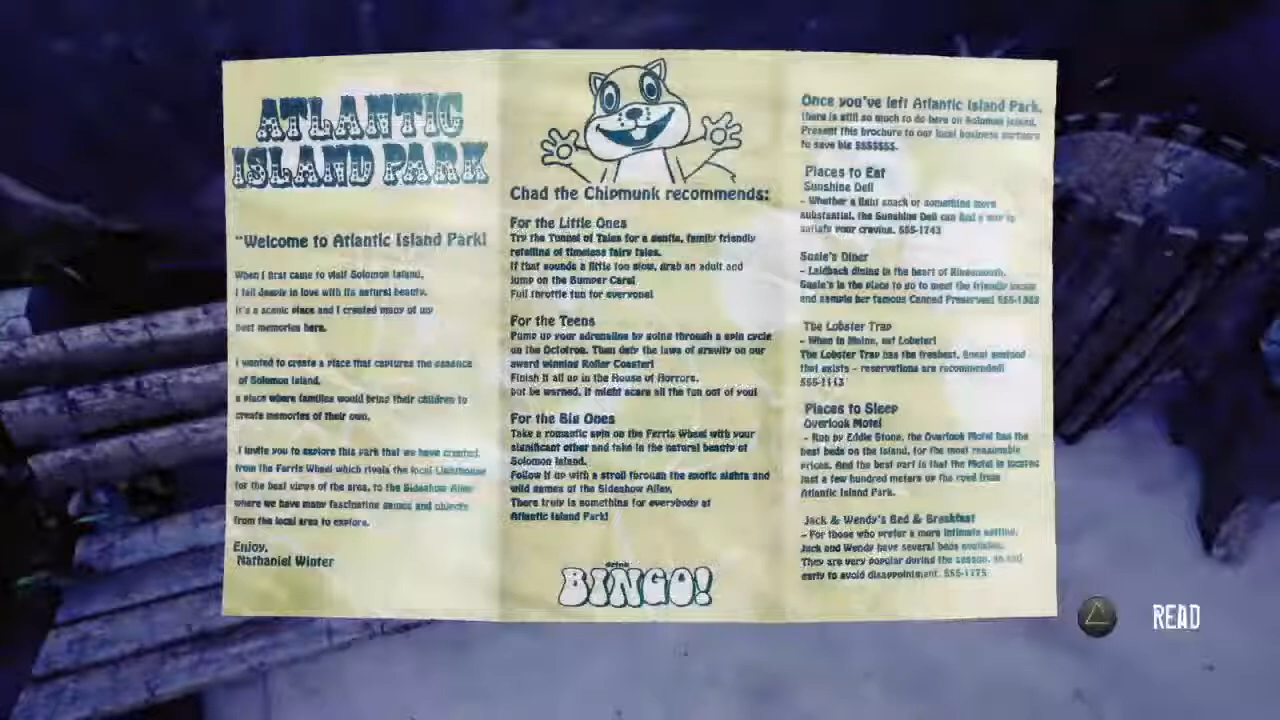 ATLANTIC
ISLAND PARK
"Welcome to Atlantic Island Park!
When I first came to visit Solomon Island,
I fell deeply in love with its natural beauty.
It's a scenic place and I created many of my
best memories here.
I wanted to create a place that captures the essence
of Solomon Island,
a place where families would bring their children to
create memories of their own.
I invite you to explore this park that we have created,
from the Ferris Wheel which rivals the local Lighthouse
for the best views of the area, to the Sideshow Alley
where we have many fascinating games and objects
from the local area to explore.
Enjoy,
Nathaniel Winter
Chad the Chipmunk recommends:
For the Little Ones
Try the Tunnel of Tales for a gentle, family friendly
retelling of timeless fairy tales.
If that sounds a little too slow, grab an adult and
jump on the Bumper Cars!
Full throttle fun for everyone!
For the Teens
Pump up your adrenaline by going through a spin cycle
on the Octotron. Then defy the laws of gravity on our
award winning Roller Coaster!
Finish it all up in the House of Horrors,
but be warned, it might scare all the fun out of you!
For the Big Ones
Take a romantic spin on the Ferris Wheel with your
significant other and take in the natural beauty of
Solomon Island.
Follow it up with a stroll through the exotic sights and
wild games of the Sideshow Alley.
There truly is something for everybody at
Atlantic Island Park!
drink
BINGO!
Once you've left Atlantic Island Park,
there is still so much to do here on Solomon Island.
Present this brochure to our local business partners
to save big $$$$$$$.
Places to Eat
Sunshine Deli
- Whether a light snack or something more
substantial, the Sunshine Deli can find a way to
satisfy your craving. 555-1743
Susie's Diner
- Laidback dining in the heart of Kingsmouth.
Susie's is the place to go to meet the friendly locals
and sample her famous Canned Preserves!
The Lobster Trap
- When in Maine, eat Lobster!
The Lobster Trap has the freshest, finest seafood
that exists - reservations are recommended!
555-1113
Places to Sleep
Overlook Motel
- Run by Eddie Stone, the Overlook Motel has the
best beds on the island, for the most reasonable
prices. And the best part is that the Motel is located
just a few hundred meters up the road from
Atlantic Island Park.
Jack & Wendy's Bed & Breakfast
- For those who prefer a more intimate setting,
Jack and Wendy have several beds available.
They are very popular during the season, so call
early to avoid disappointment. 555-1175
READ